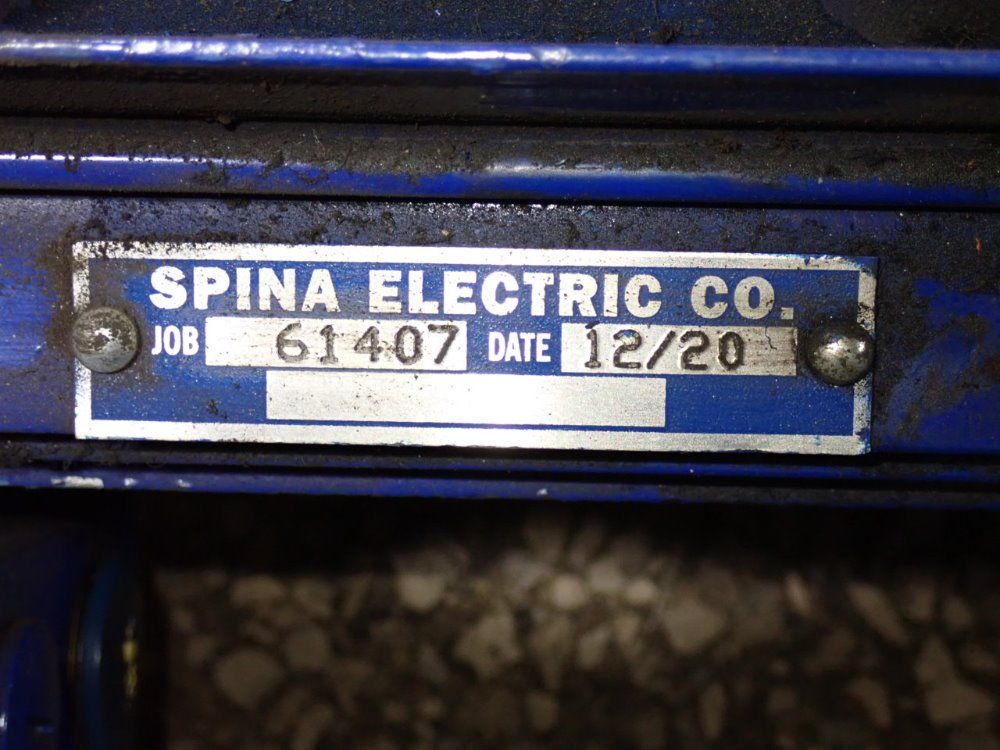 SPINA ELECTRIC CO.
JOB 61407 DATE 12/20